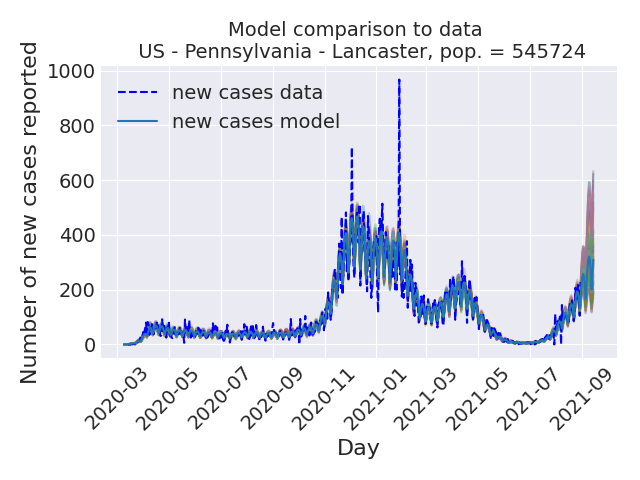 Model comparison to data
US - Pennsylvania - Lancaster, pop. = 545724
Number of new cases reported
1000
800
600
400
200
0
new cases data
new cases model
2020-03
2020-05
2020-07
2020-09
2020-11
2021-01
2021-03
2021-05
2021-07
2021-09
Day